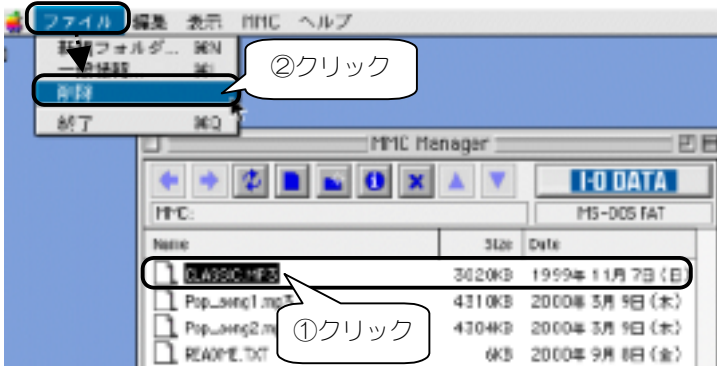 ファイル 編集 表示 MMC ヘルプ
新規フォルダ... ⌘N
一般情報... ⌘I
削除
終了 ⌘Q
②クリック
MMC Manager
I-O DATA
MMC: MS-005 FAT
Name Size Date
CLASSIC.MP3 3020KB 1999年 11月 7日 (日)
Pop_song1.mp3 4310KB 2000年 3月 9日 (木)
Pop_song2.mp3 4304KB 2000年 3月 9日 (木)
README.TXT 6KB 2000年 9月 8日 (金)
①クリック